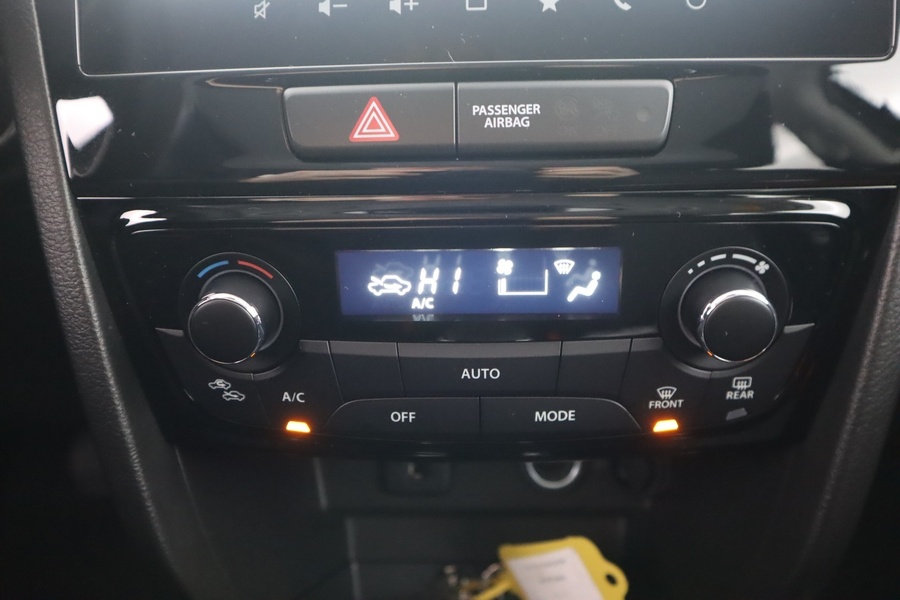 PASSENGER
AIRBAG
HI
A/C
AUTO
A/C
OFF
MODE
FRONT
REAR